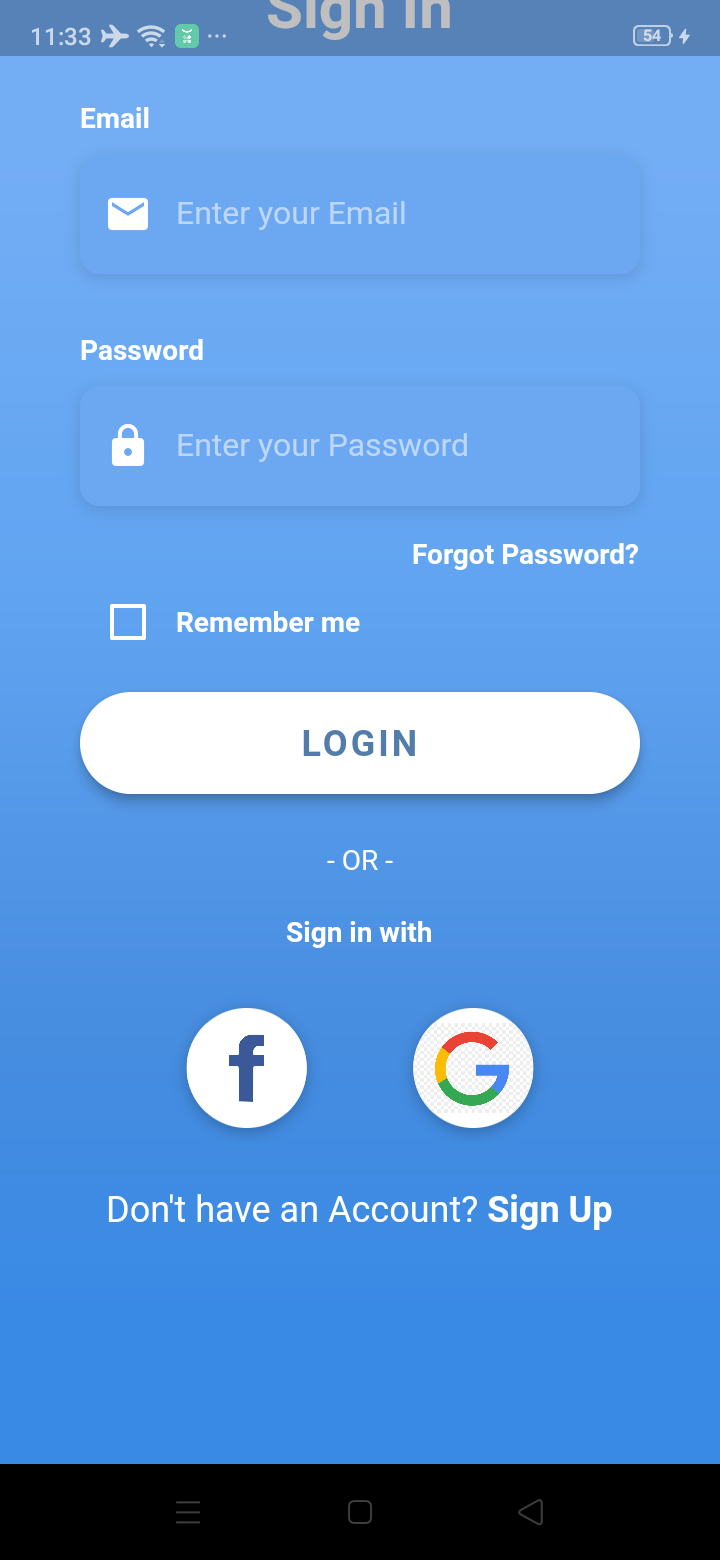 Sign In
11:33 54
Email
Enter your Email
Password
Enter your Password
Forgot Password?
Remember me
LOGIN
- OR -
Sign in with
Don't have an Account? Sign Up